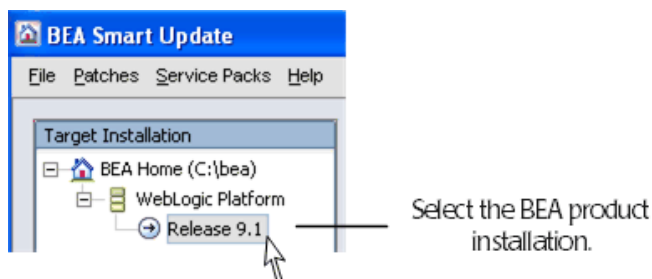 BEA Smart Update
File Patches Service Packs Help
Target Installation
BEA Home (C:\bea)
WebLogic Platform
Release 9.1
Select the BEA product
installation.